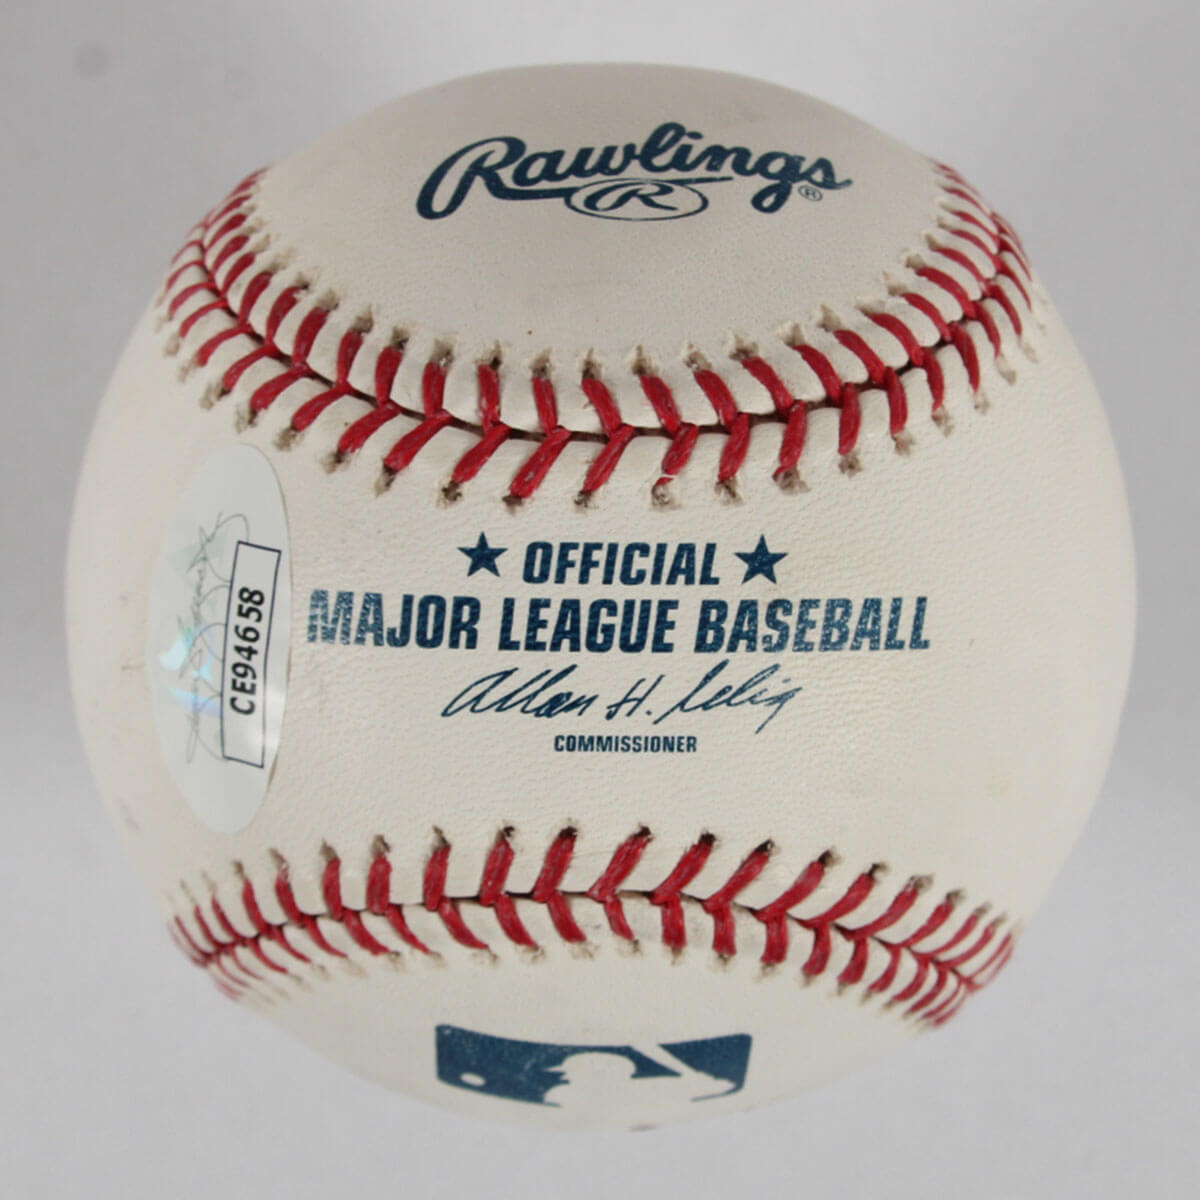 Rawlings
R ®
★ OFFICIAL ★
MAJOR LEAGUE BASEBALL
Allan H. Selig
COMMISSIONER
CE94658